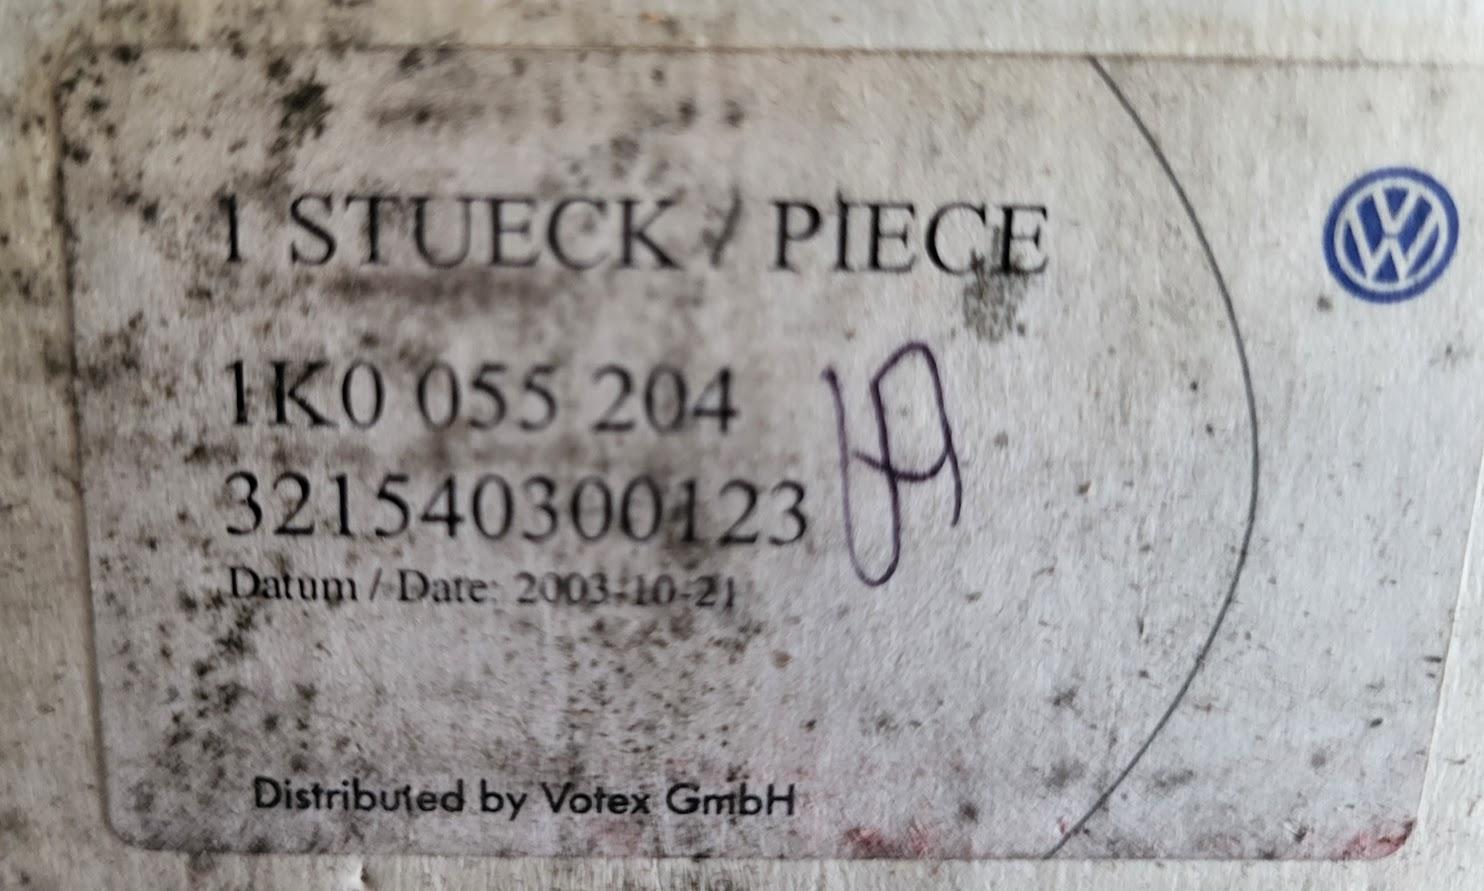 1 STUECK / PIECE
1K0 055 204
321540300123
Datum / Date: 2003-10-21
Distributed by Votex GmbH